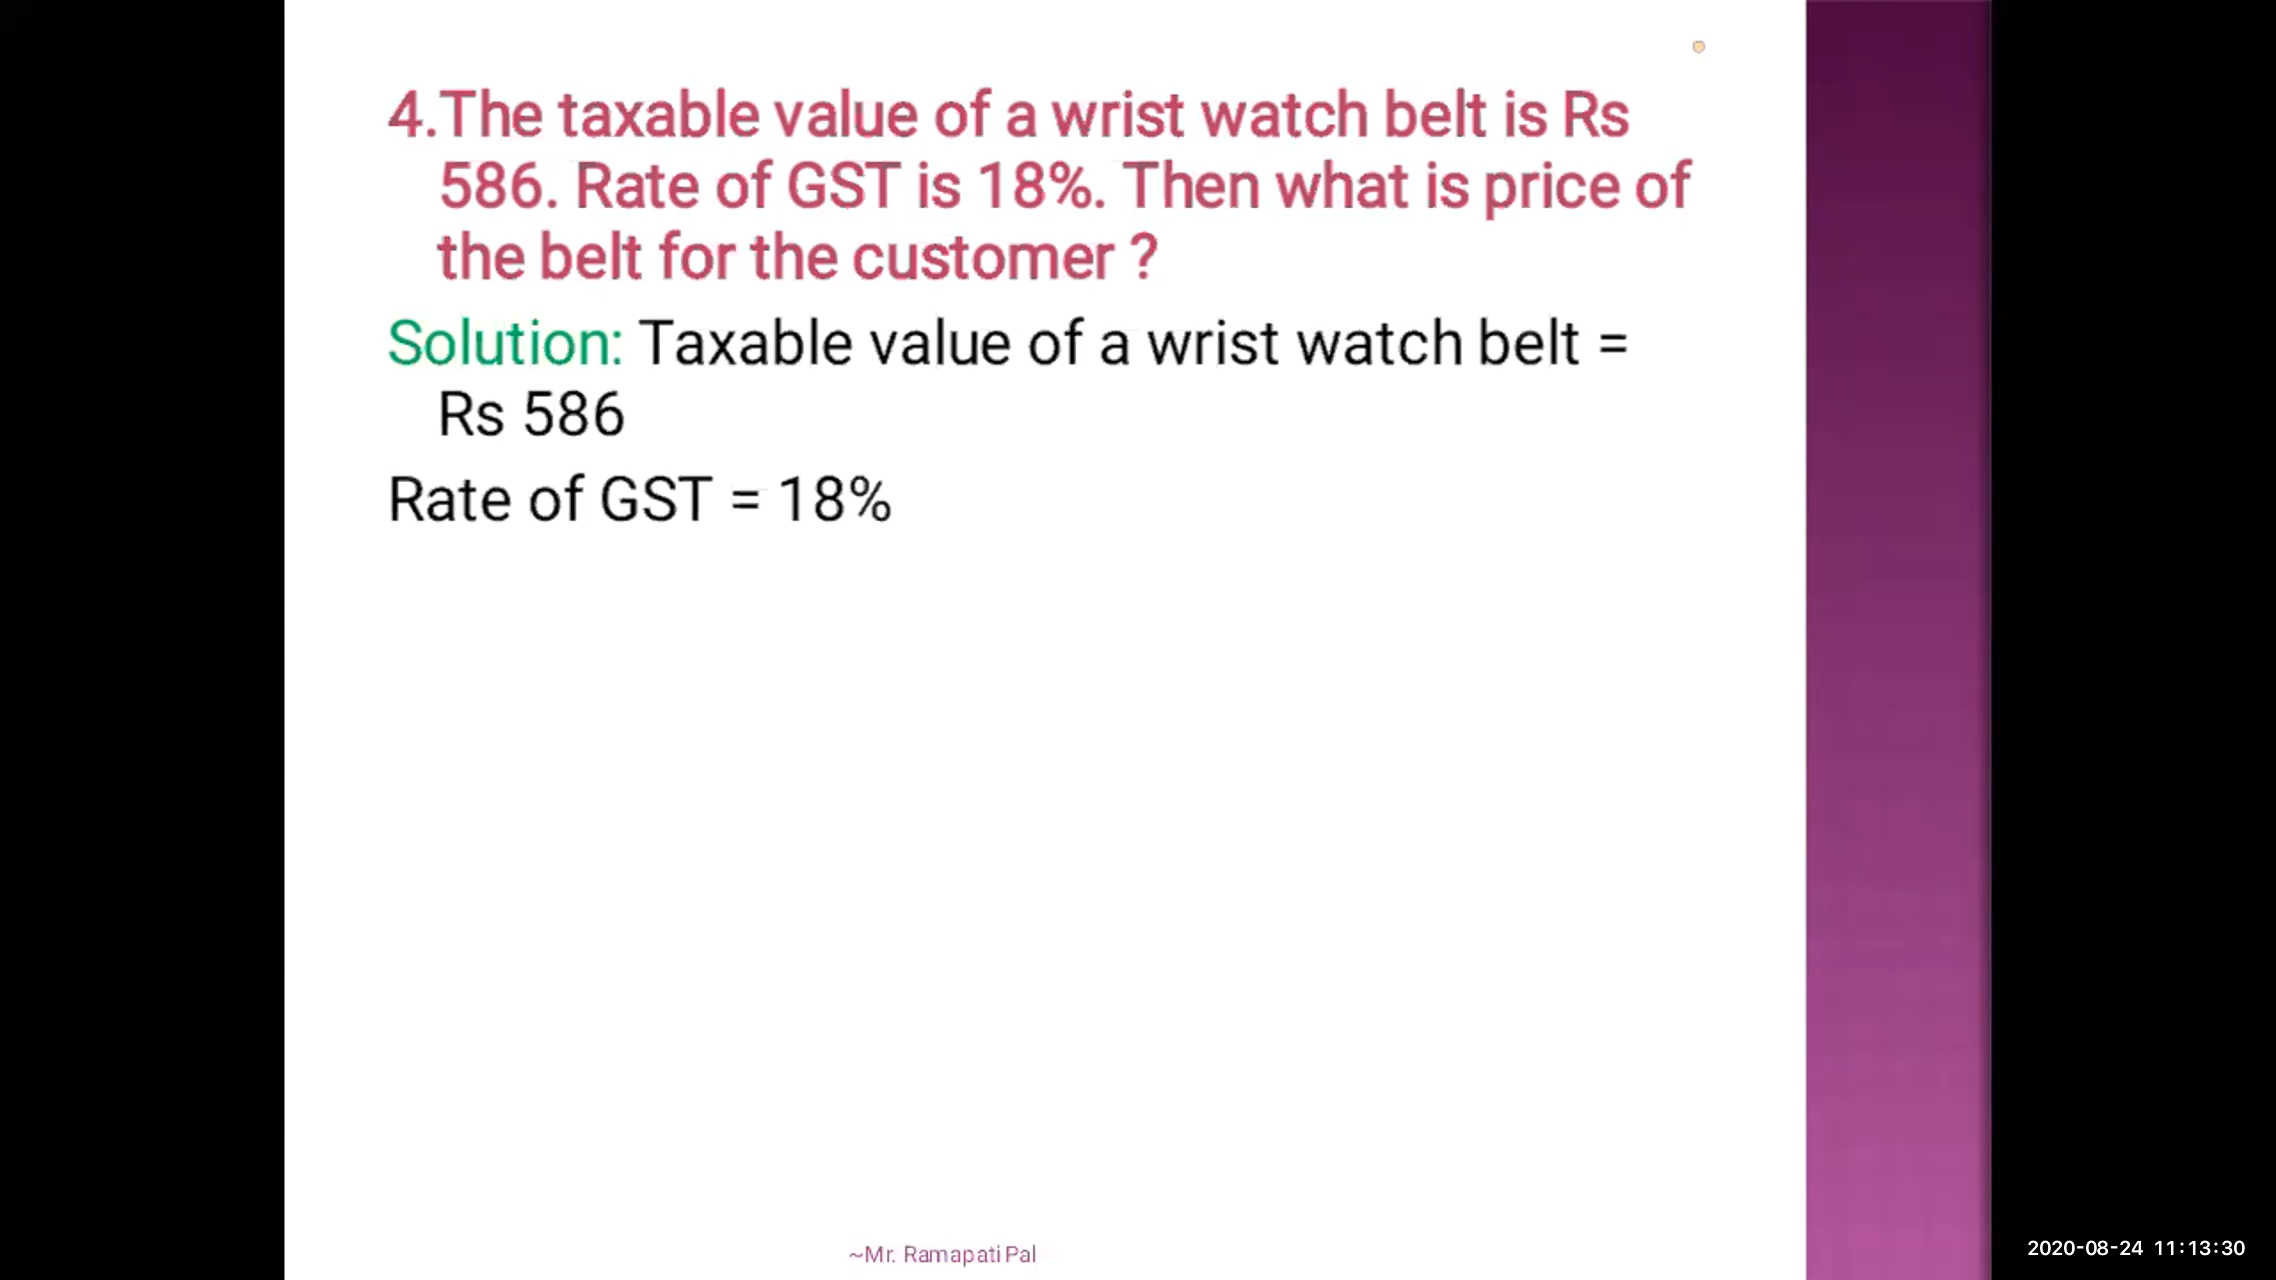 4.The taxable value of a wrist watch belt is Rs
586. Rate of GST is 18%. Then what is price of
the belt for the customer ?
Solution: Taxable value of a wrist watch belt =
Rs 586
Rate of GST = 18%
~Mr. Ramapati Pal
2020-08-24 11:13:30